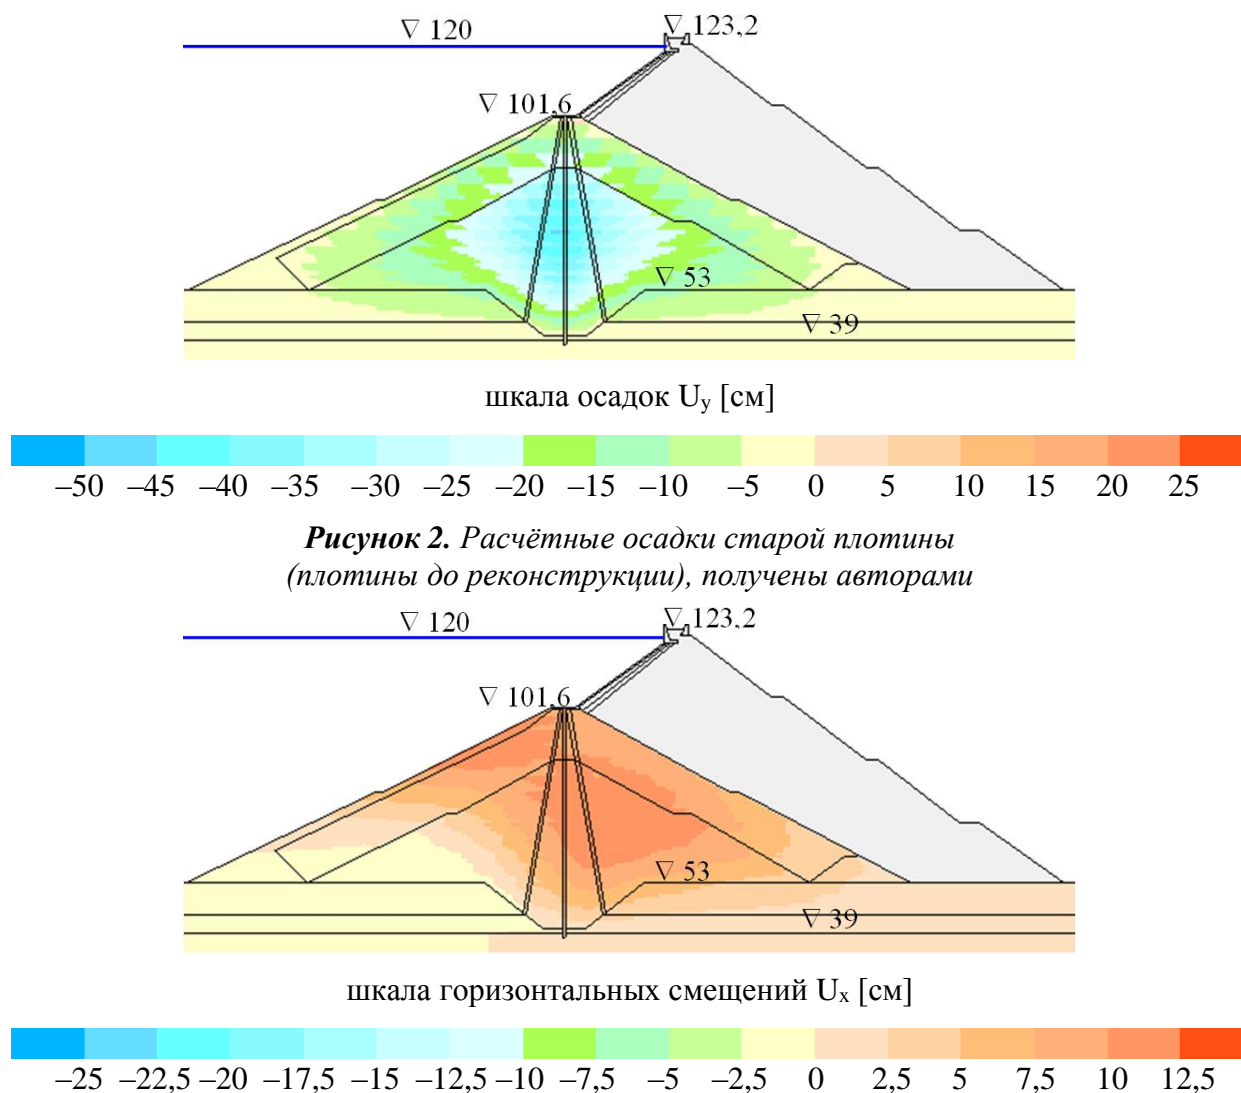 ∇ 120 ∇ 123,2
∇ 101,6
∇ 53
∇ 39
шкала осадок Uy [см]
–50 –45 –40 –35 –30 –25 –20 –15 –10 –5 0 5 10 15 20 25
Рисунок 2. Расчётные осадки старой плотины
(плотины до реконструкции), получены авторами
∇ 120 ∇ 123,2
∇ 101,6
∇ 53
∇ 39
шкала горизонтальных смещений Ux [см]
–25 –22,5 –20 –17,5 –15 –12,5 –10 –7,5 –5 –2,5 0 2,5 5 7,5 10 12,5